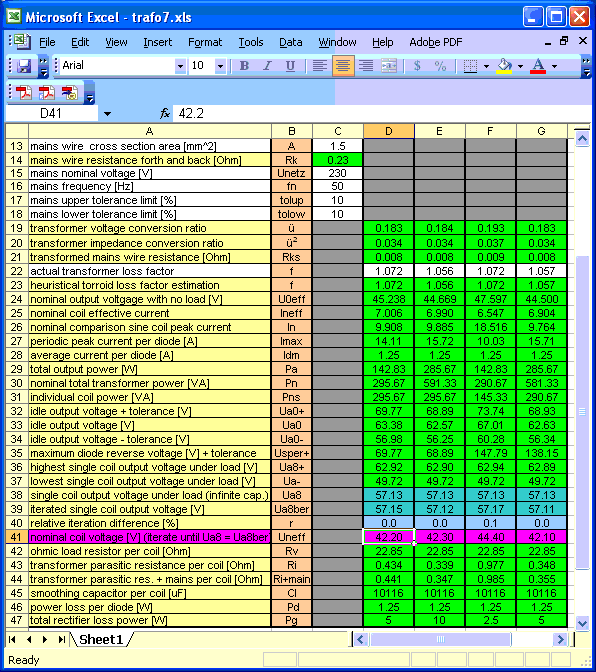 Microsoft Excel - trafo7.xls
File Edit View Insert Format Tools Data Window Help Adobe PDF
Arial 10 B I U $ % A
D41 fx 42.2
A B C D E F G
13 mains wire cross section area [mm^2] A 1.5
14 mains wire resistance forth and back [Ohm] Rk 0.23
15 mains nominal voltage [V] Unetz 230
16 mains frequency [Hz] fn 50
17 mains upper tolerance limit [%] tolup 10
18 mains lower tolerance limit [%] tolow 10
19 transformer voltage conversion ratio ü 0.183 0.184 0.193 0.183
20 transformer impedance conversion ratio ü² 0.034 0.034 0.037 0.034
21 transformed mains wire resistance [Ohm] Rks 0.008 0.008 0.009 0.008
22 actual transformer loss factor f 1.072 1.056 1.072 1.057
23 heuristical torroid loss factor estimation f 1.072 1.056 1.072 1.057
24 nominal output voltgage with no load [V] U0eff 45.238 44.669 47.597 44.500
25 nominal coil effective current Ineff 7.006 6.990 6.547 6.904
26 nominal comparison sine coil peak current In 9.908 9.885 18.516 9.764
27 periodic peak current per diode [A] Imax 14.11 15.72 10.03 15.71
28 average current per diode [A] Idm 1.25 1.25 1.25 1.25
29 total output power [W] Pa 142.83 285.67 142.83 285.67
30 nominal total transformer power [VA] Pn 295.67 591.33 290.67 581.33
31 individual coil power [VA] Pns 295.67 295.67 145.33 290.67
32 idle output voltage + tolerance [V] Ua0+ 69.77 68.89 73.74 68.93
33 idle output voltage [V] Ua0 63.38 62.57 67.01 62.63
34 idle output voltage - tolerance [V] Ua0- 56.98 56.25 60.28 56.34
35 maximum diode reverse voltage [V] + tolerance Usper+ 69.77 68.89 147.79 138.15
36 highest single coil output voltage under load [V] Ua8+ 62.92 62.90 62.94 62.89
37 lowest single coil output voltage under load [V] Ua- 49.72 49.72 49.72 49.72
38 single coil output voltage under load (infinite cap.) Ua8 57.13 57.13 57.13 57.13
39 iterated single coil output voltage [V] Ua8ber 57.15 57.12 57.17 57.11
40 relative iteration difference [%] r 0.0 0.0 0.1 0.0
41 nominal coil voltage [V] (iterate until Ua8 = Ua8ber) Uneff 42.20 42.30 44.40 42.10
42 ohmic load resistor per coil [Ohm] Rv 22.85 22.85 22.85 22.85
43 transformer parasitic resistance per coil [Ohm] Ri 0.434 0.339 0.977 0.348
44 transformer parasitic res. + mains per coil [Ohm] Ri+main 0.441 0.347 0.985 0.355
45 smoothing capacitor per coil [uF] Cl 10116 10116 10116 10116
46 power loss per diode [W] Pd 1.25 1.25 1.25 1.25
47 total rectifier loss power [W] Pg 5 10 2.5 5
Sheet1
Ready